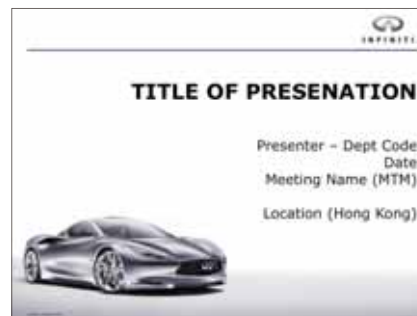 INFINITI
TITLE OF PRESENATION
Presenter – Dept Code
Date
Meeting Name (MTM)
Location (Hong Kong)